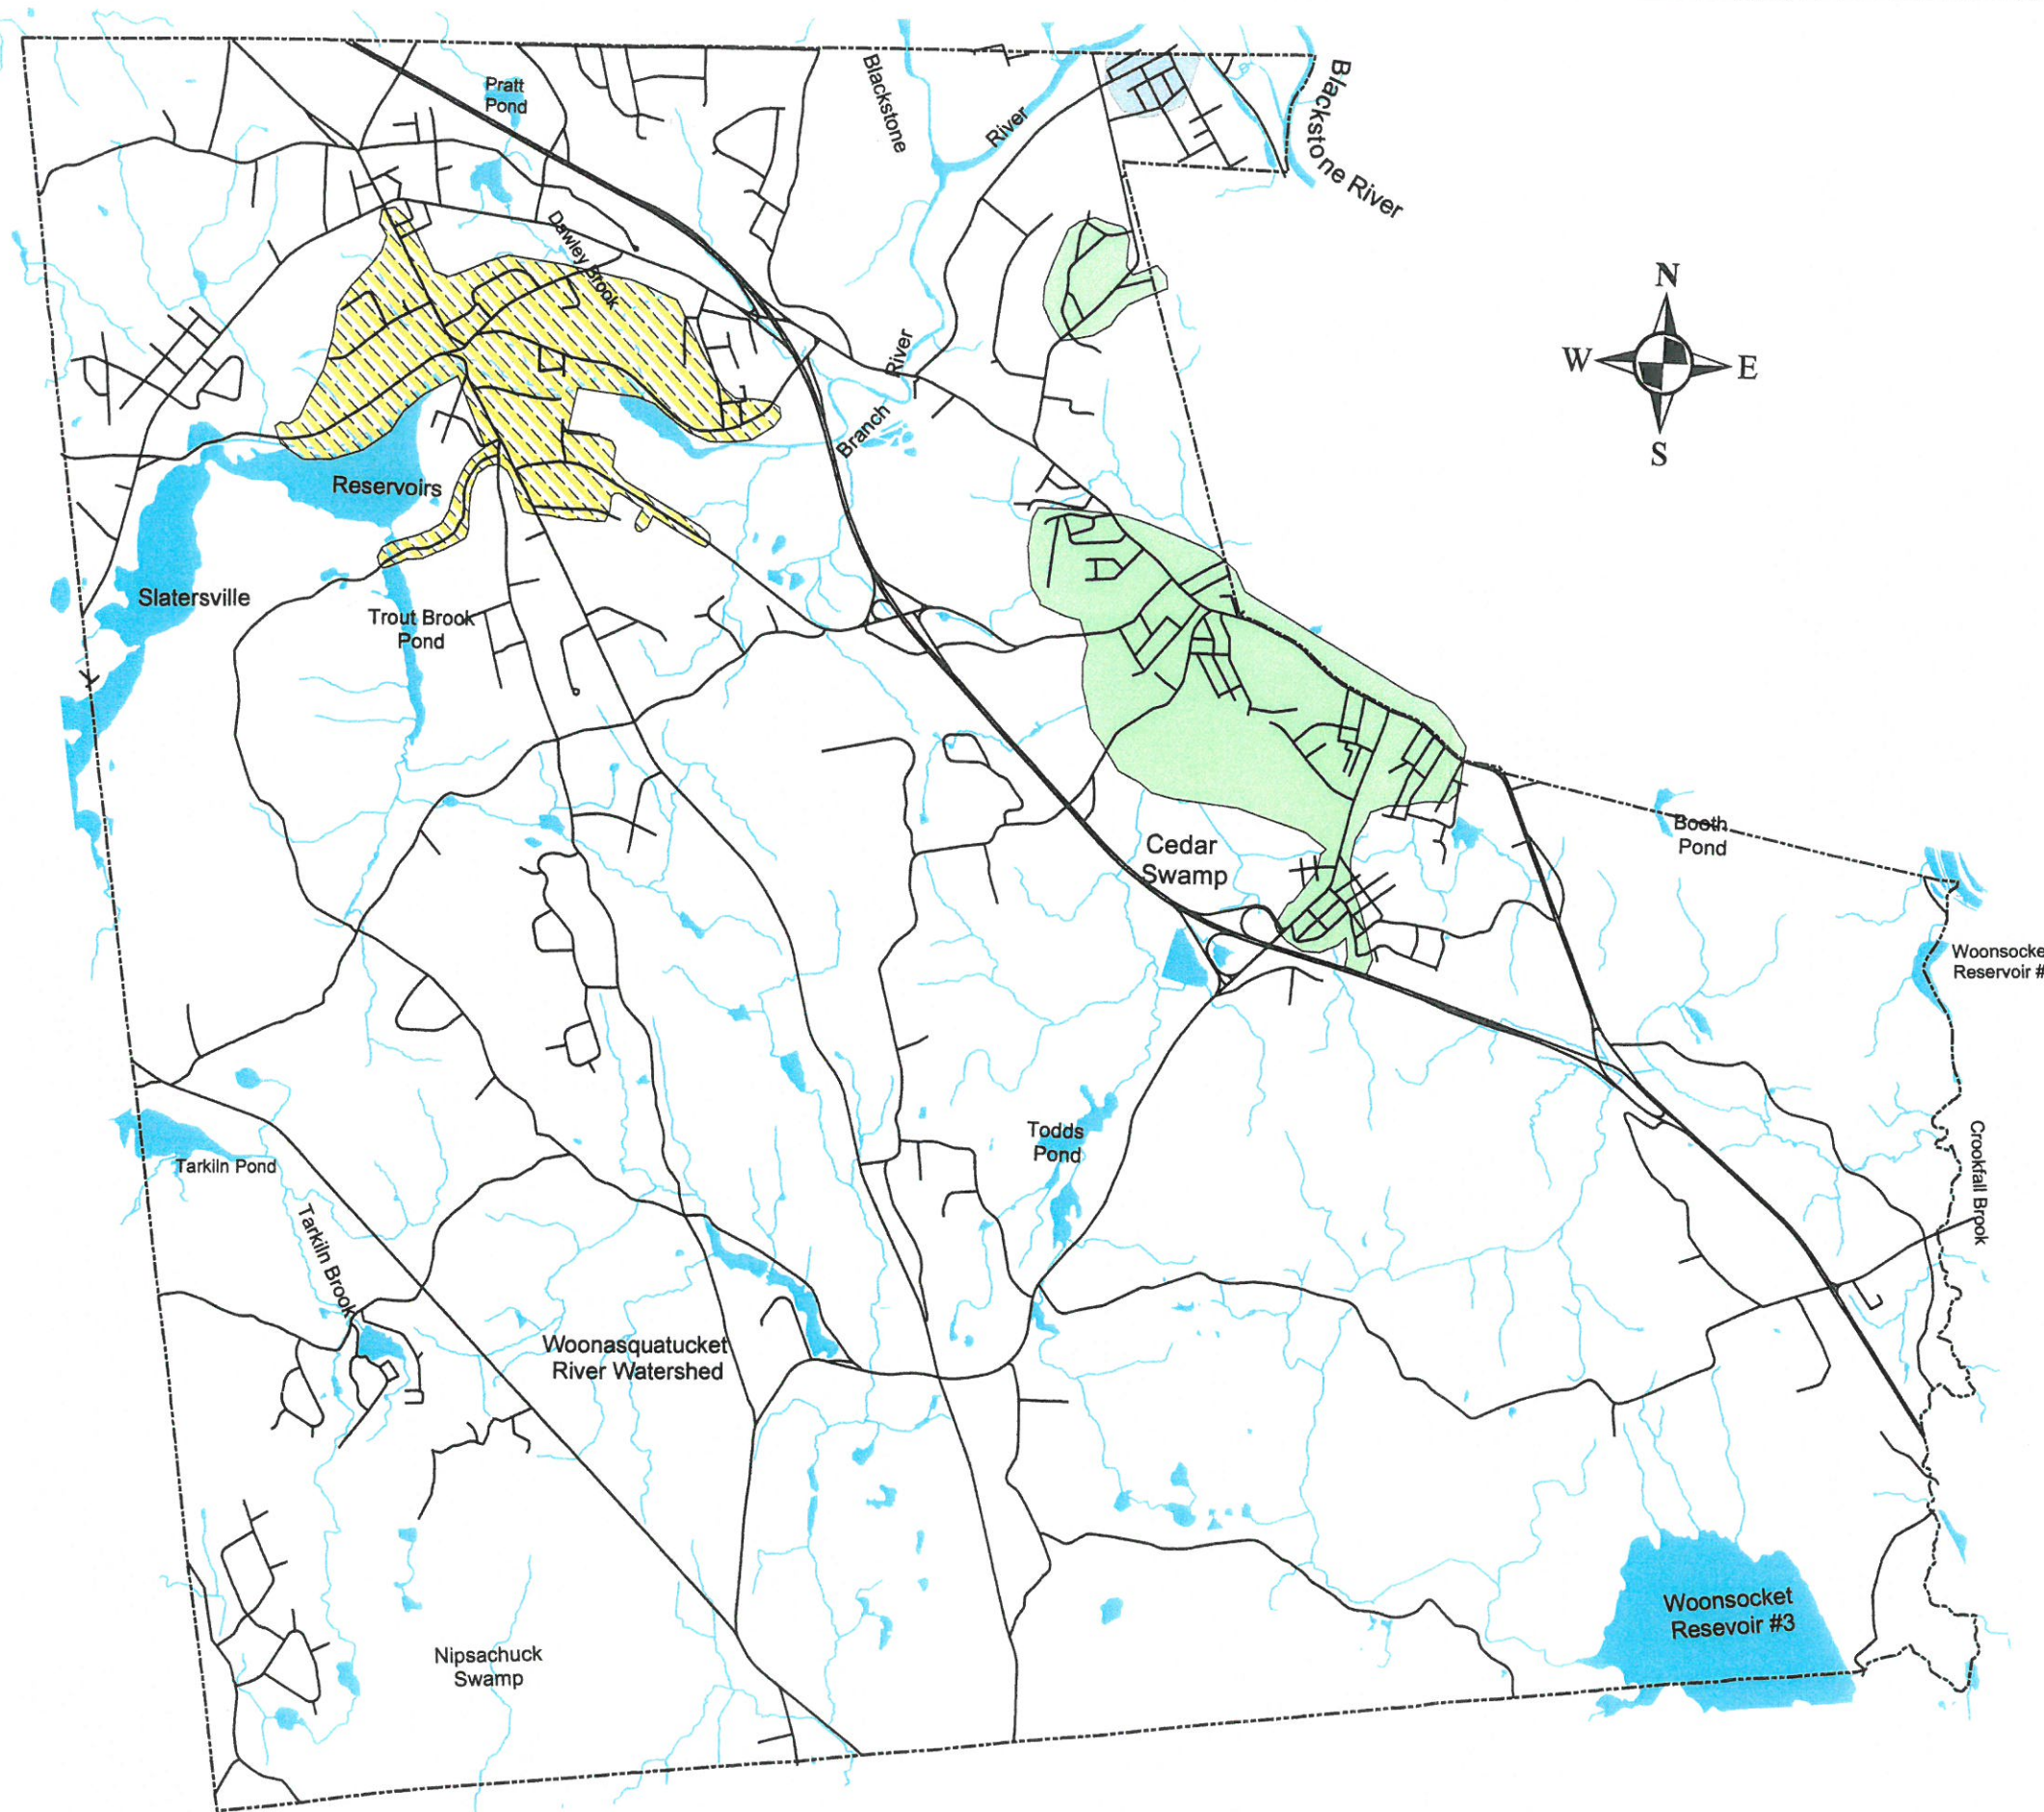 Pratt
Pond
Blackstone
River
Blackstone River
Dawley Brook
N
W
E
S
River
Branch
Reservoirs
Slatersville
Trout Brook
Pond
Cedar
Swamp
Booth
Pond
Woonsocke
Reservoir #
Todds
Pond
Tarkiln Pond
Crookfall Brook
Tarkiln Brook
Woonasquatucket
River Watershed
Woonsocket
Resevoir #3
Nipsachuck
Swamp